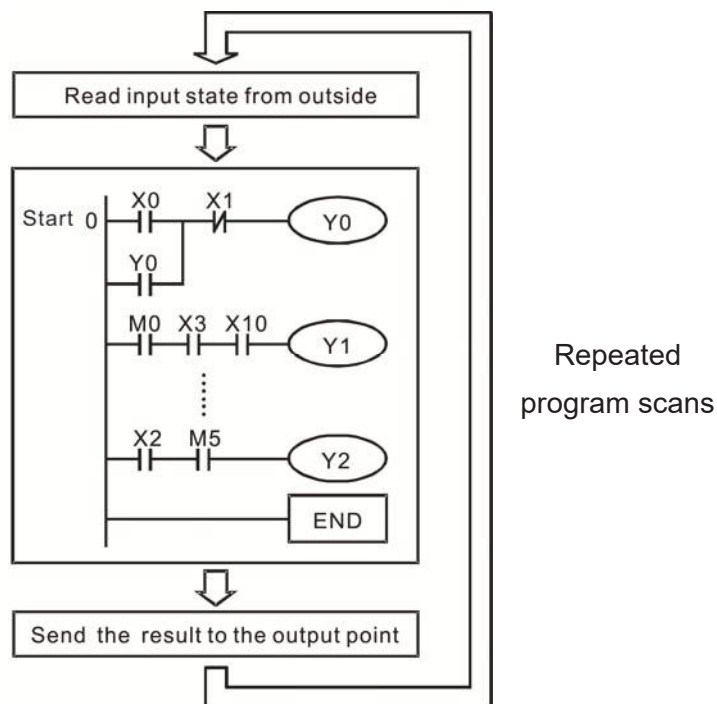 Read input state from outside
X0 X1
Start 0
Y0
Y0
M0 X3 X10
Y1
X2 M5
Y2
END
Send the result to the output point
Repeated
program scans